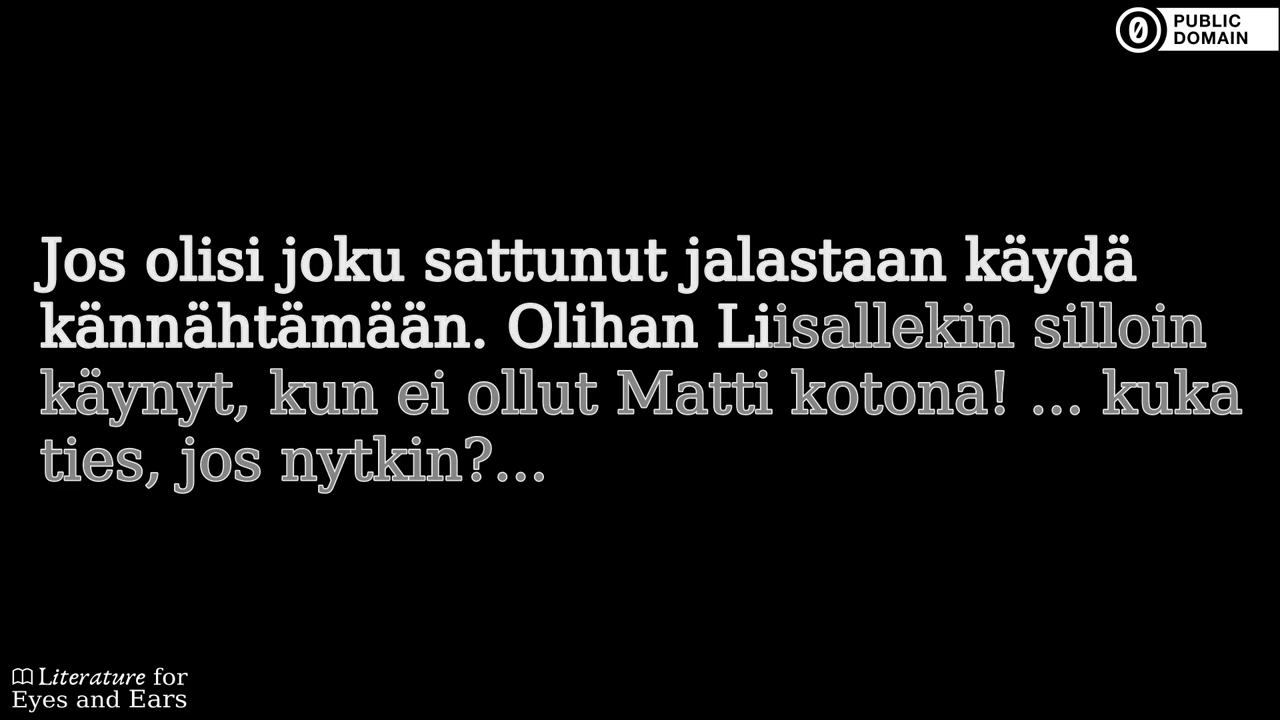 PUBLIC
DOMAIN
Jos olisi joku sattunut jalastaan käydä
kännähtämään. Olihan Liisallekin silloin
käynyt, kun ei ollut Matti kotona! ... kuka
ties, jos nytkin?...
Literature for
Eyes and Ears